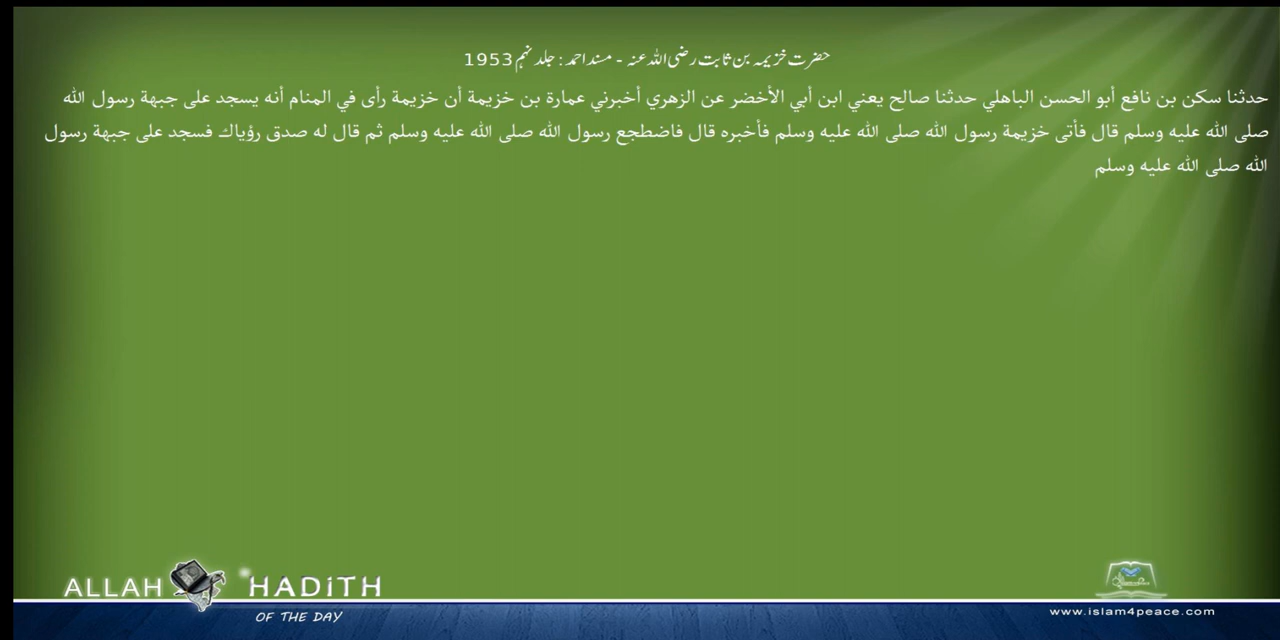 حضرت خزیمہ بن ثابت رضی اللہ عنہ - مسند احمد : جلد نہم 1953
حدثنا سكن بن نافع أبو الحسن الباهلي حدثنا صالح يعني ابن أبي الأخضر عن الزهري أخبرني عمارة بن خزيمة أن خزيمة رأى في المنام أنه يسجد على جبهة رسول الله
صلى الله عليه وسلم قال فأتى خزيمة رسول الله صلى الله عليه وسلم فأخبره قال فاضطجع رسول الله صلى الله عليه وسلم ثم قال له صدق رؤياك فسجد على جبهة رسول
الله صلى الله عليه وسلم
ALLAH HADITH
OF THE DAY
www.islam4peace.com